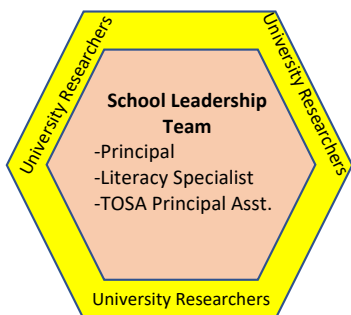 University Researchers
University Researchers
School Leadership
Team
-Principal
-Literacy Specialist
-TOSA Principal Asst.
University Researchers